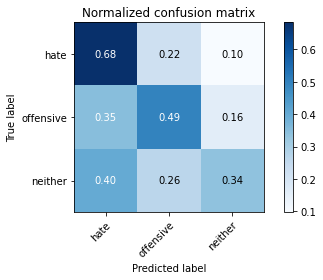 Normalized confusion matrix
True label
hate 0.68 0.22 0.10
offensive 0.35 0.49 0.16
neither 0.40 0.26 0.34
hate offensive neither
Predicted label
0.6
0.5
0.4
0.3
0.2
0.1